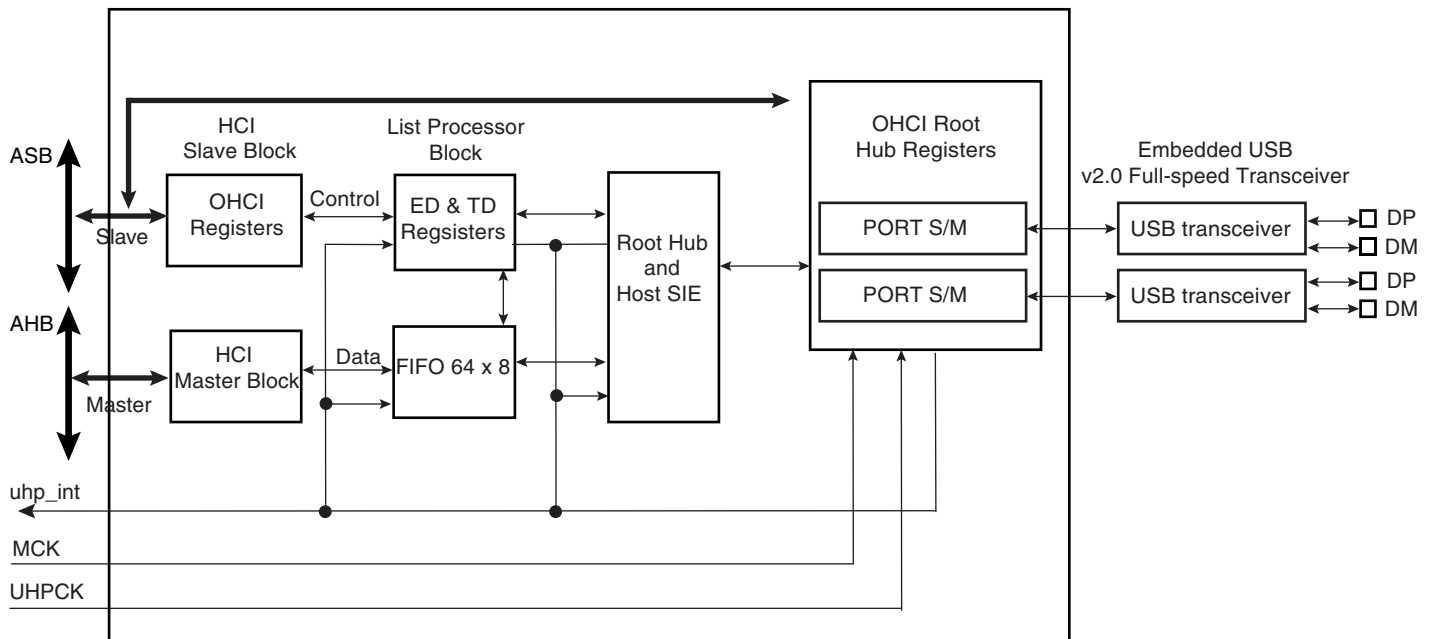 HCI
Slave Block
List Processor
Block
OHCI Root
Hub Registers
Embedded USB
v2.0 Full-speed Transceiver
ASB
Slave
OHCI
Registers
Control
ED & TD
Regsisters
Root Hub
and
Host SIE
PORT S/M
USB transceiver
DP
DM
PORT S/M
USB transceiver
DP
DM
AHB
Master
HCI
Master Block
Data
FIFO 64 x 8
uhp_int
MCK
UHPCK